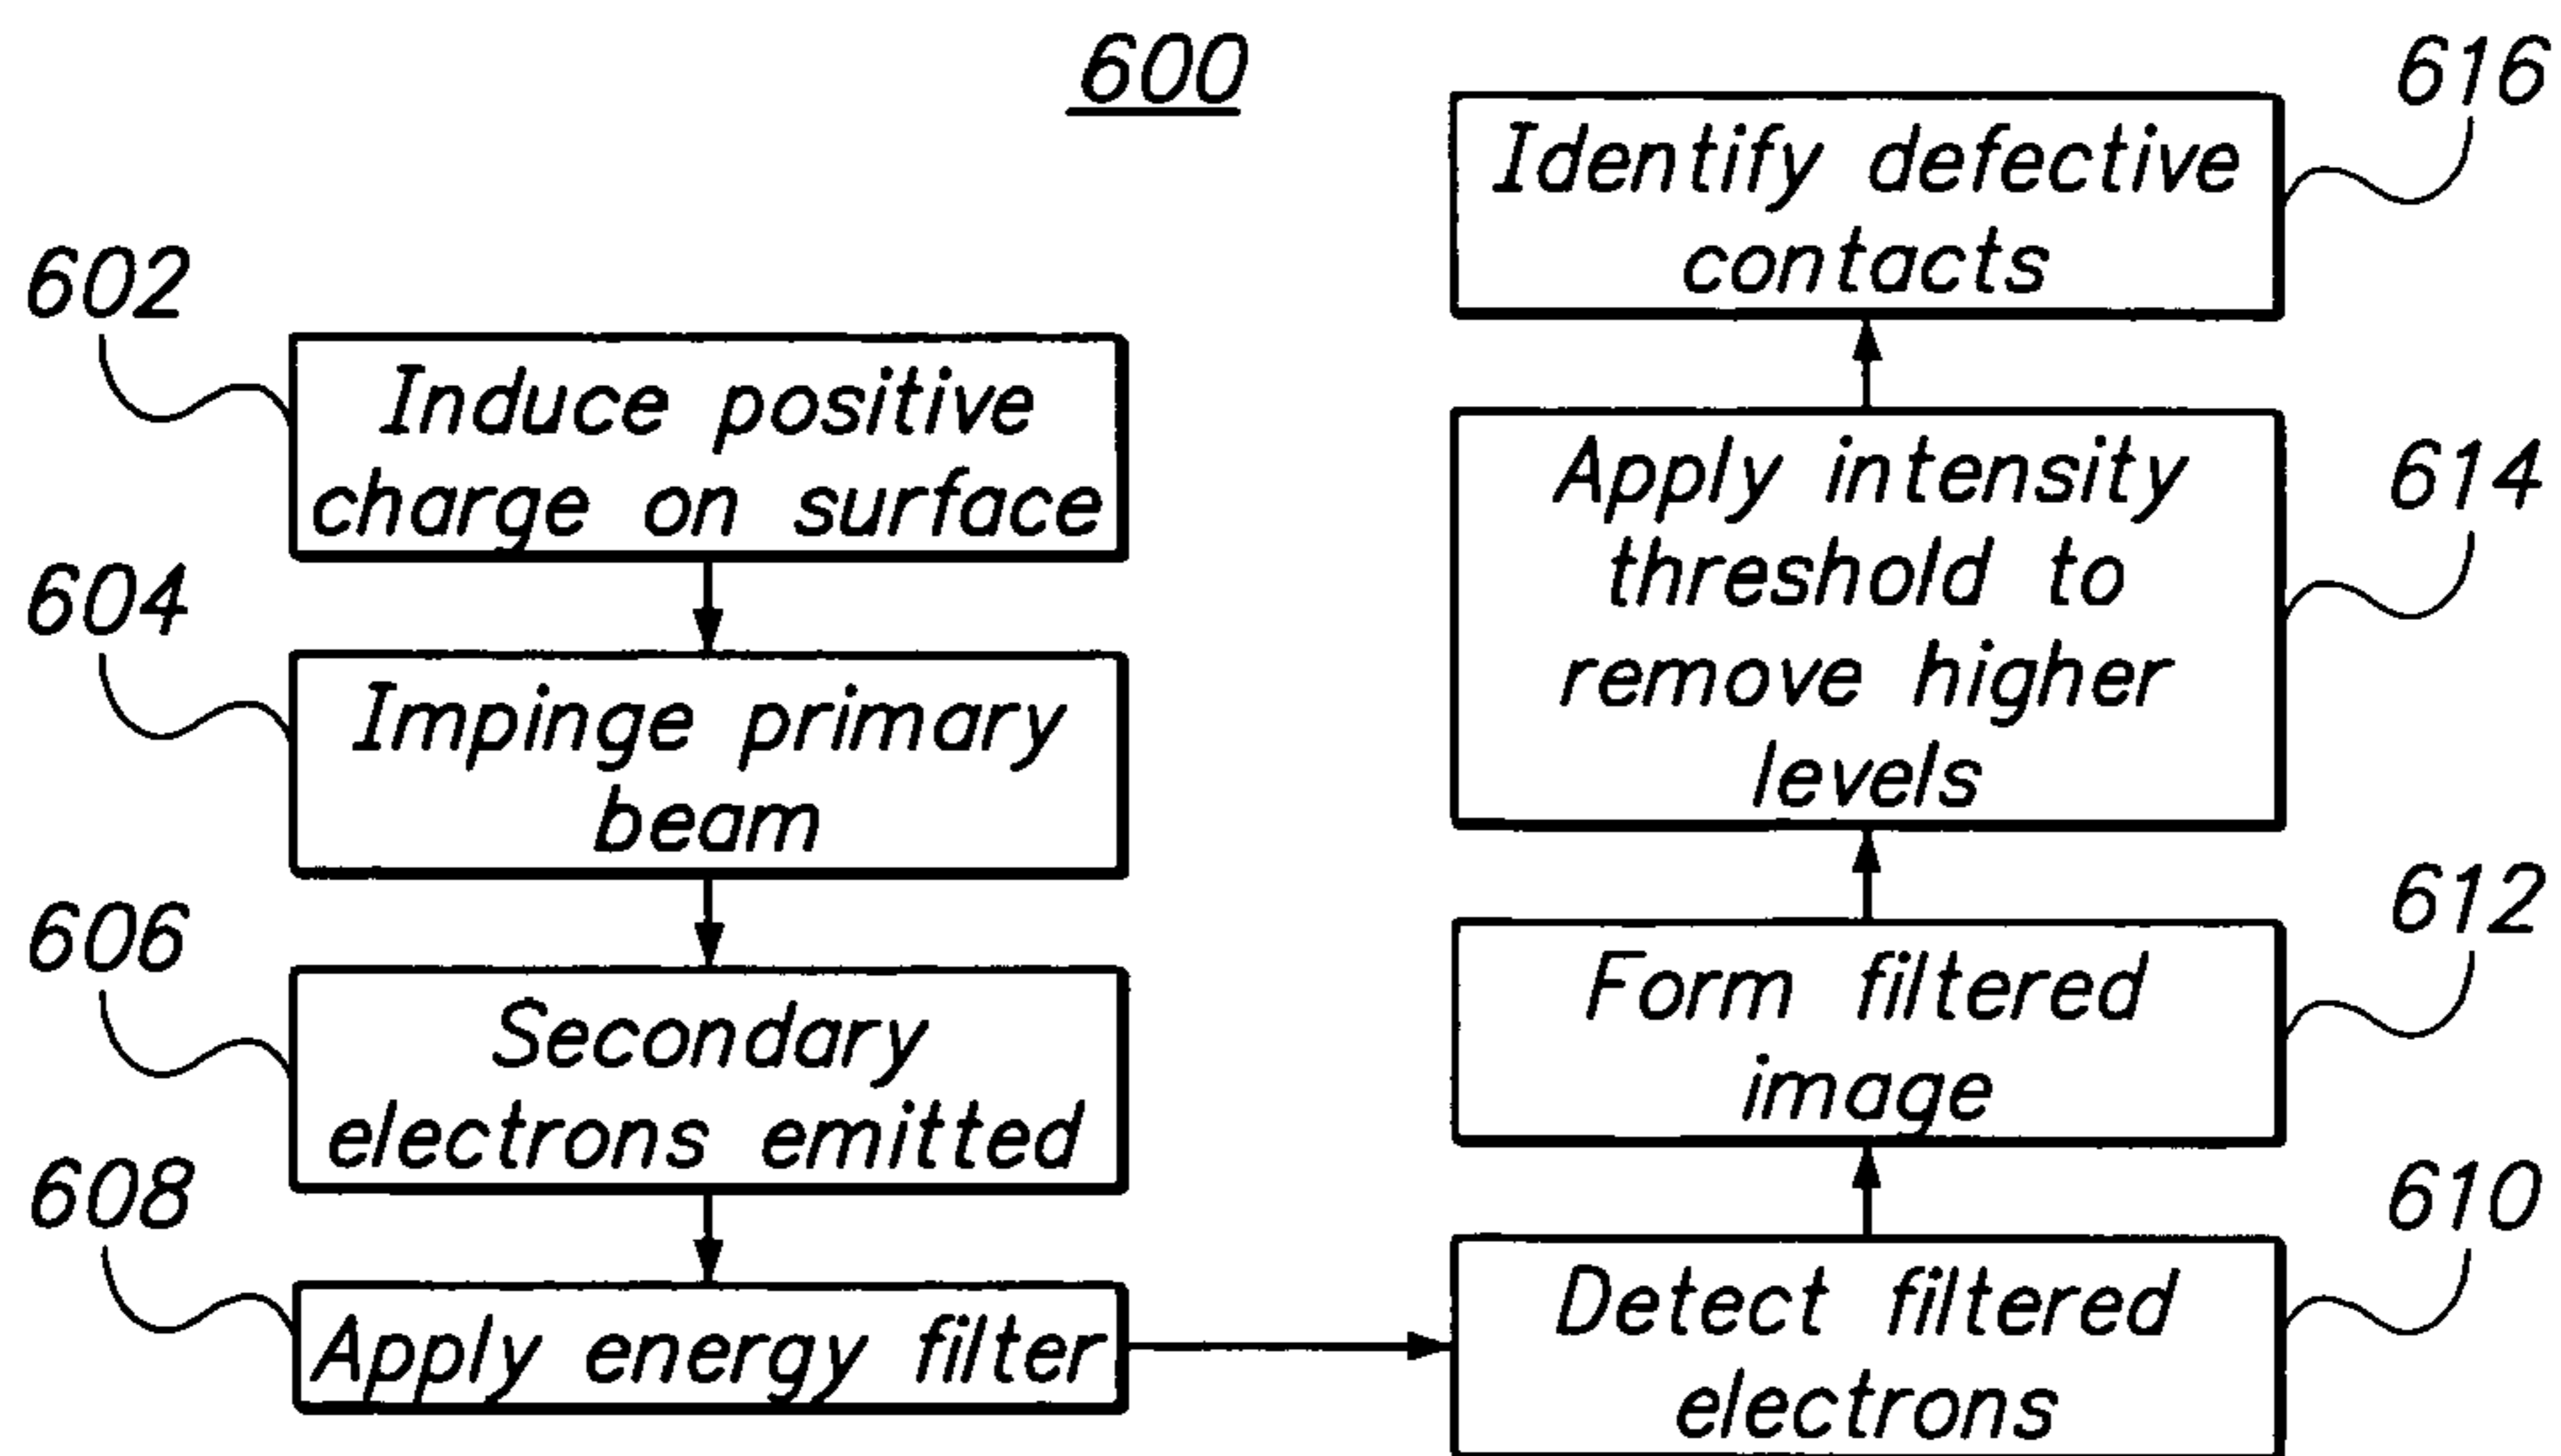 600
602
Induce positive
charge on surface
604
Impinge primary
beam
606
Secondary
electrons emitted
608
Apply energy filter
610
Detect filtered
electrons
612
Form filtered
image
614
Apply intensity
threshold to
remove higher
levels
616
Identify defective
contacts